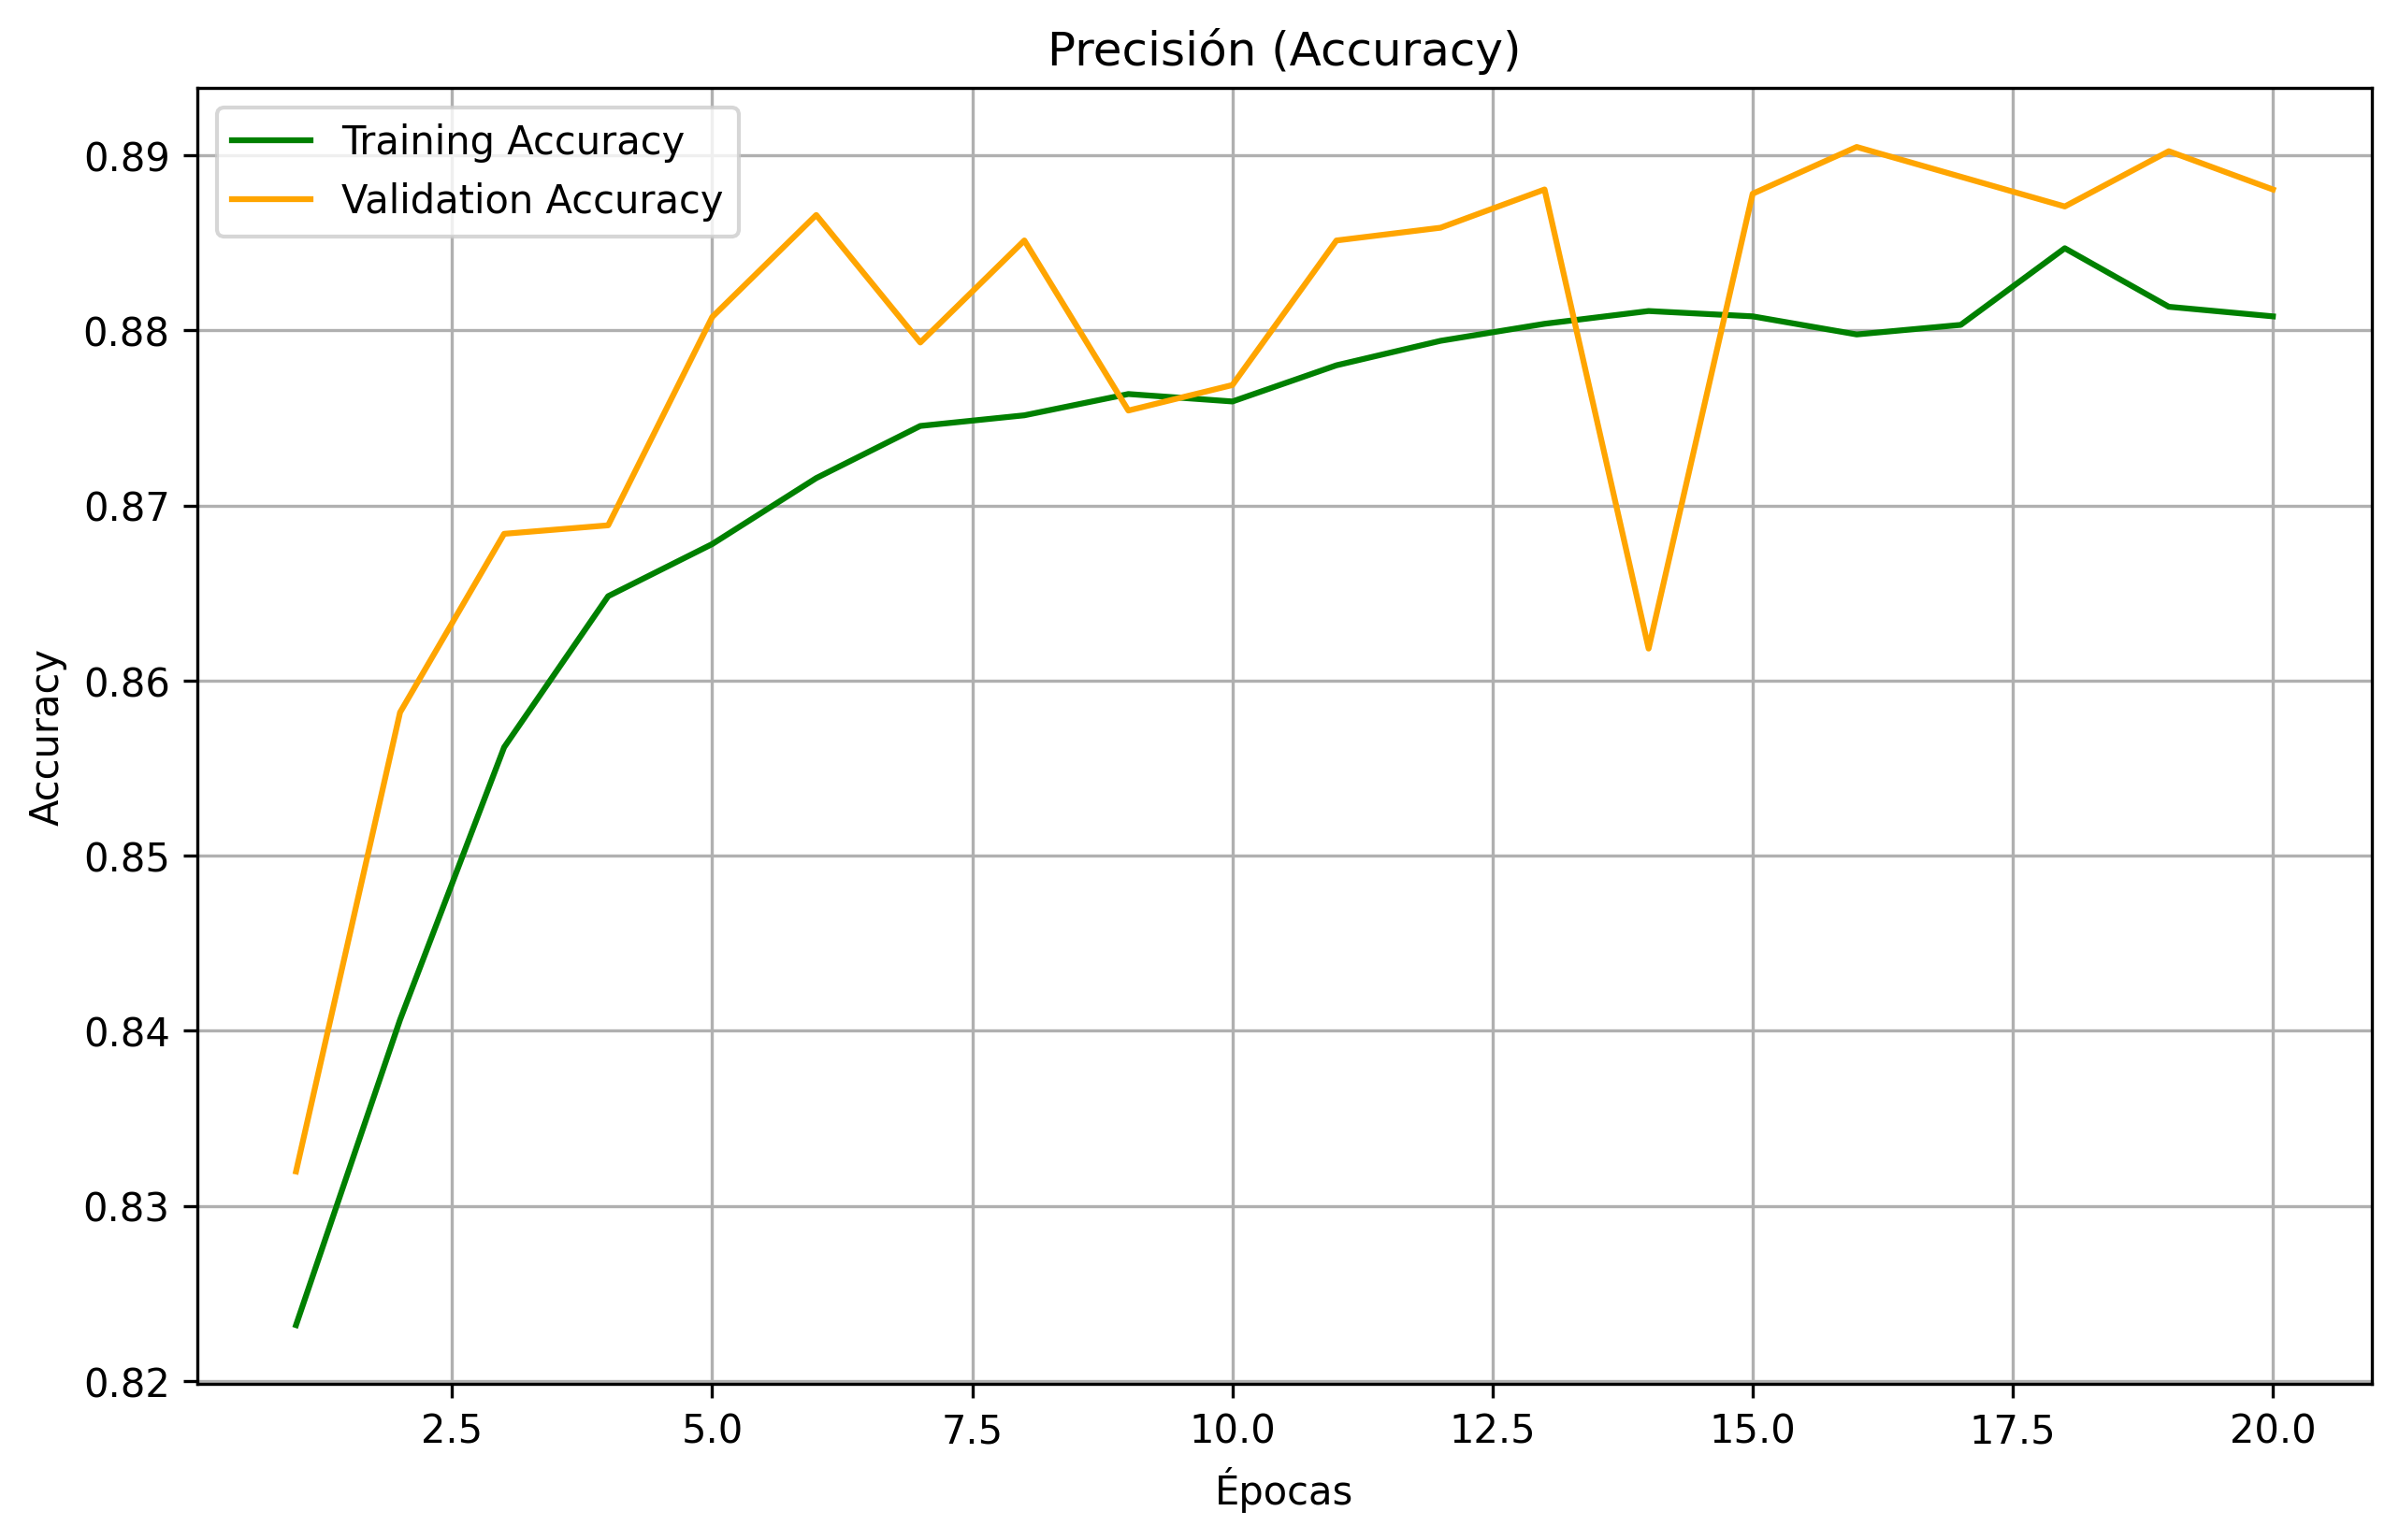 Precisión (Accuracy)
Training Accuracy
Validation Accuracy
0.89
0.88
0.87
0.86
0.85
0.84
0.83
0.82
Accuracy
2.5 5.0 7.5 10.0 12.5 15.0 17.5 20.0
Épocas